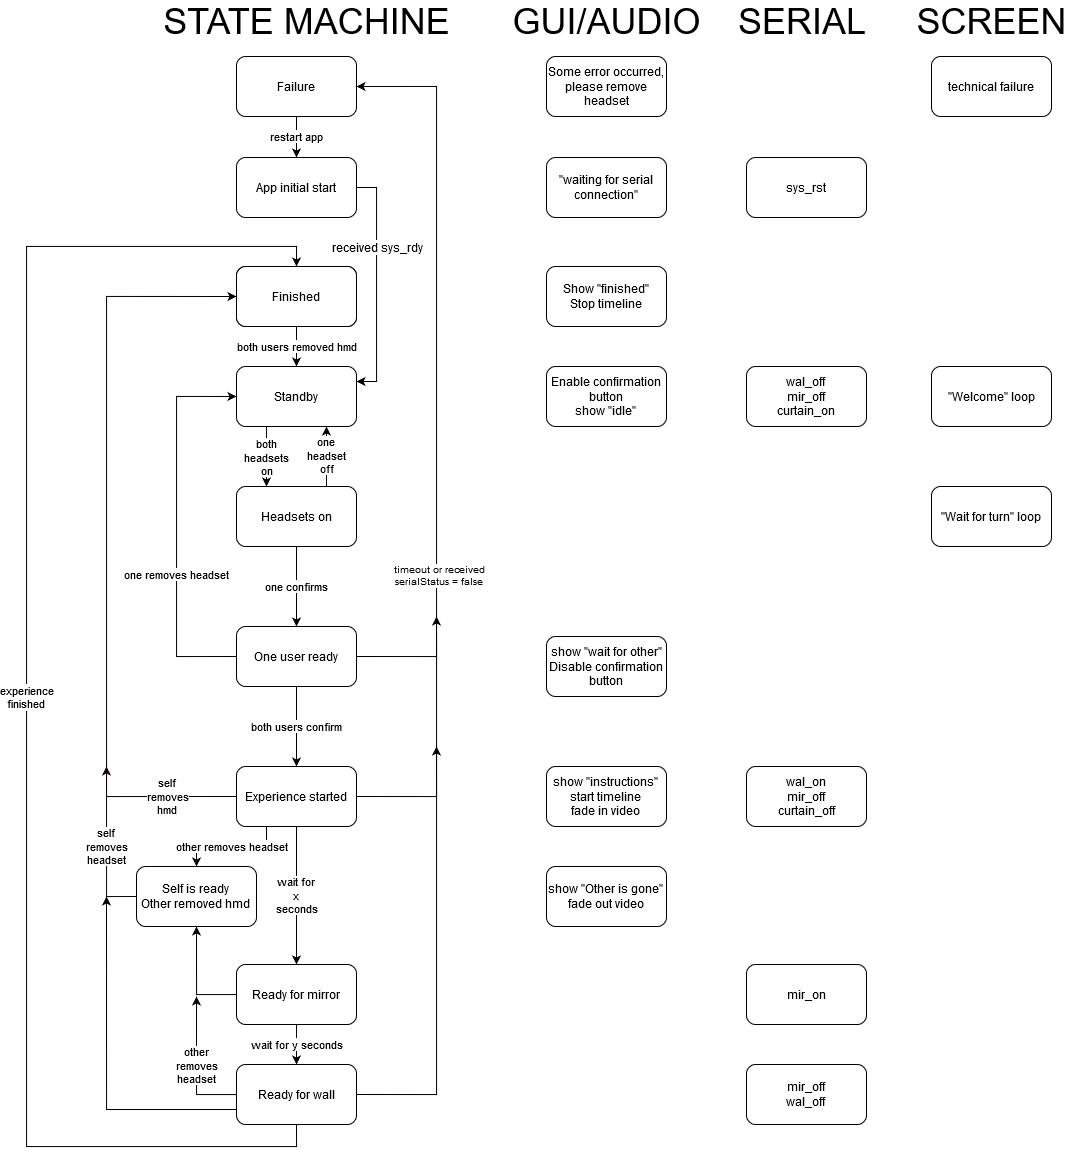 STATE MACHINE
GUI/AUDIO
SERIAL
SCREEN
Failure
Some error occurred,
please remove
headset
technical failure
restart app
App initial start
"waiting for serial
connection"
sys_rst
received sys_rdy
Finished
Show "finished"
Stop timeline
both users removed hmd
Standby
Enable confirmation
button
show "idle"
wal_off
mir_off
curtain_on
"Welcome" loop
both
headsets
on
one
headset
off
Headsets on
"Wait for turn" loop
one removes headset
one confirms
timeout or received
serialStatus = false
One user ready
show "wait for other"
Disable confirmation
button
experience
finished
both users confirm
self
removes
hmd
Experience started
show "instructions"
start timeline
fade in video
wal_on
mir_off
curtain_off
self
removes
headset
other removes headset
Self is ready
Other removed hmd
wait for
x
seconds
show "Other is gone"
fade out video
Ready for mirror
mir_on
wait for y seconds
other
removes
headset
Ready for wall
mir_off
wal_off